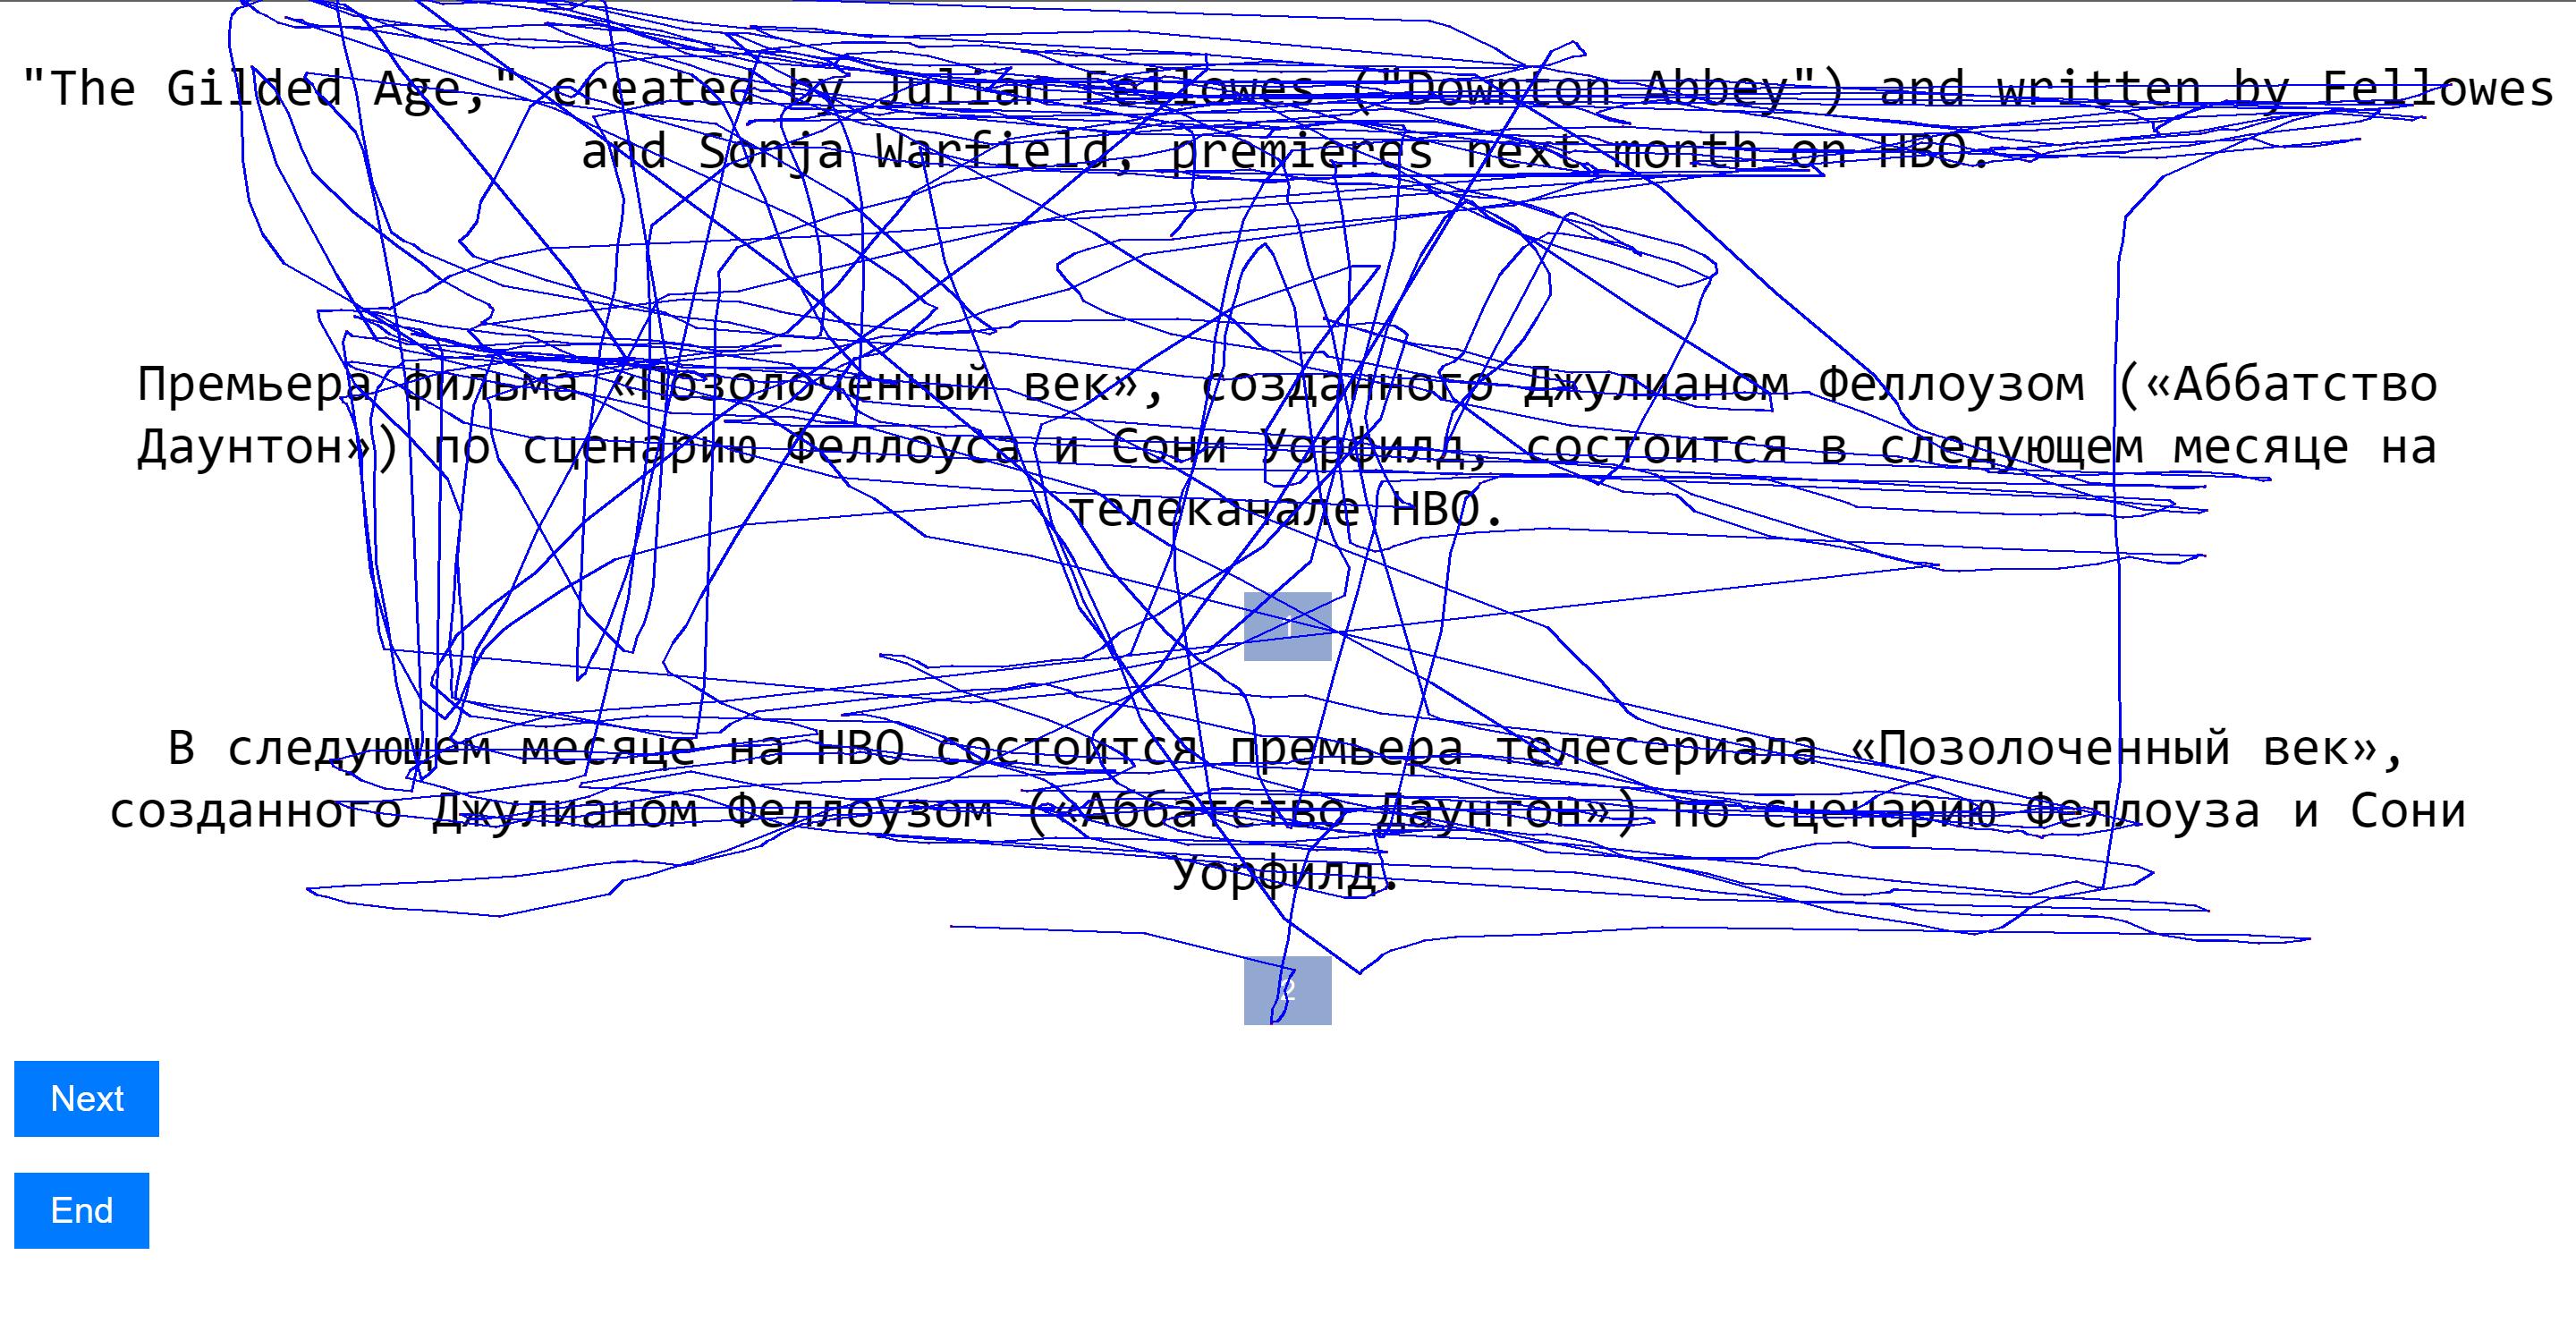 "The Gilded Age," created by Julian Fellowes ("Downton Abbey") and written by Fellowes
and Sonja Warfield, premieres next month on HBO.
Премьера фильма «Позолоченный век», созданного Джулианом Феллоузом («Аббатство
Даунтон») по сценарию Феллоуса и Сони Уорфилд, состоится в следующем месяце на
телеканале HBO.
1
В следующем месяце на HBO состоится премьера телесериала «Позолоченный век»,
созданного Джулианом Феллоузом («Аббатство Даунтон») по сценарию Феллоуза и Сони
Уорфилд.
2
Next
End